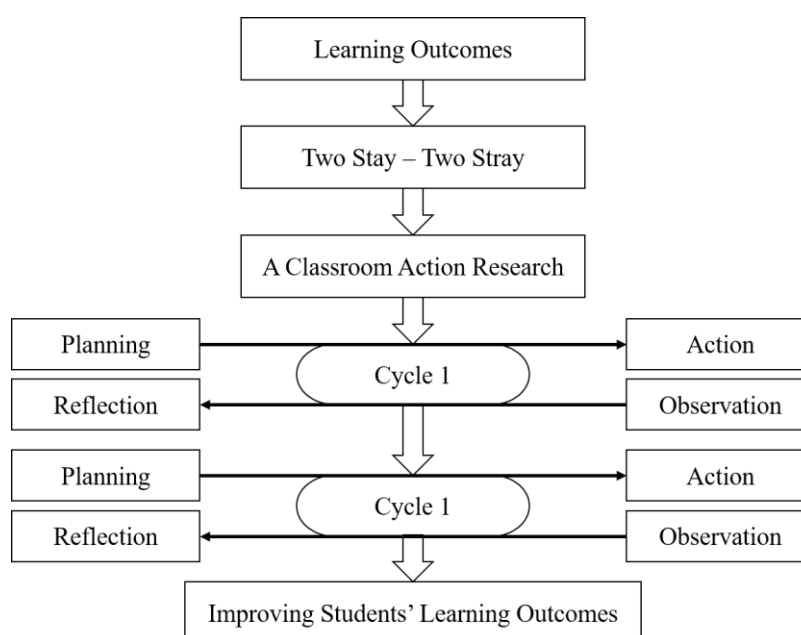 Learning Outcomes
Two Stay – Two Stray
A Classroom Action Research
Planning
Action
Cycle 1
Reflection
Observation
Planning
Action
Cycle 1
Reflection
Observation
Improving Students’ Learning Outcomes